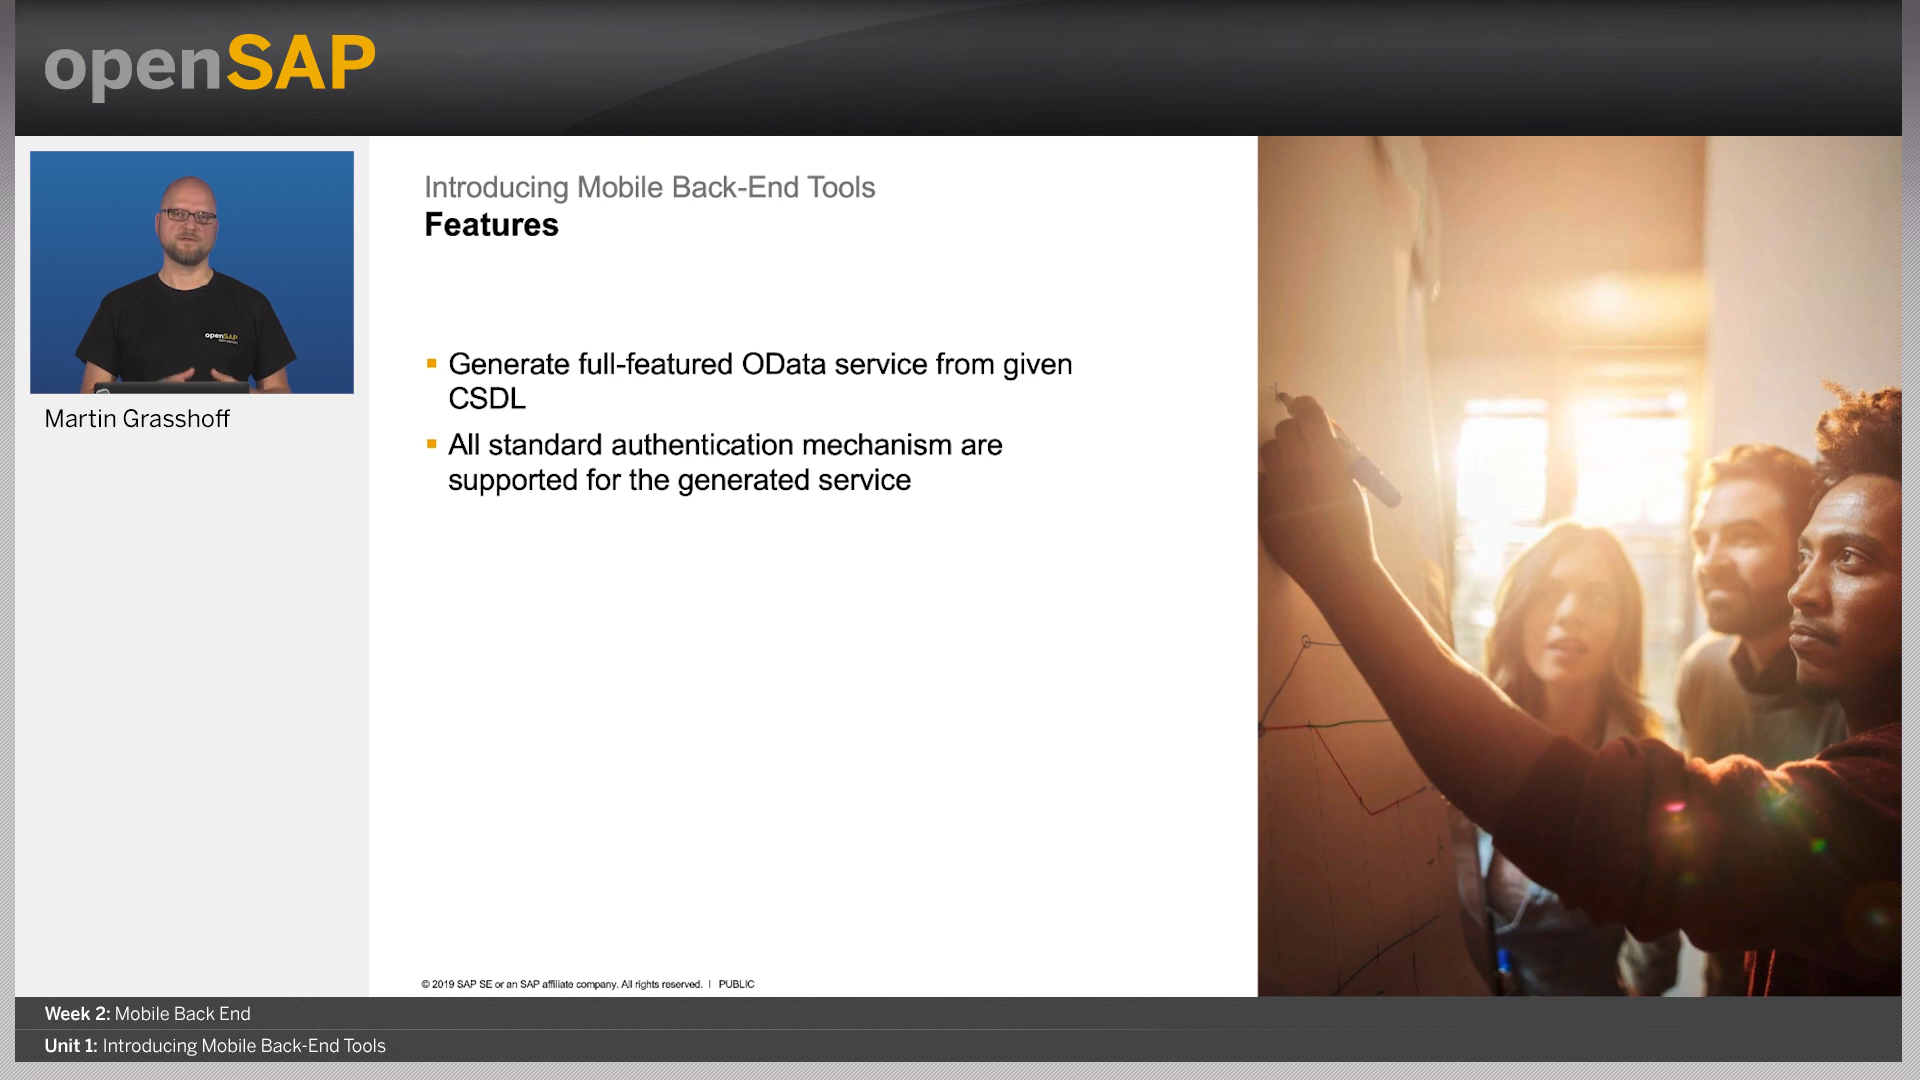 openSAP
Introducing Mobile Back-End Tools
Features
openSAP
Martin Grasshoff
▪ Generate full-featured OData service from given
CSDL
▪ All standard authentication mechanism are
supported for the generated service
© 2019 SAP SE or an SAP affiliate company. All rights reserved. I PUBLIC
Week 2: Mobile Back End
Unit 1: Introducing Mobile Back-End Tools